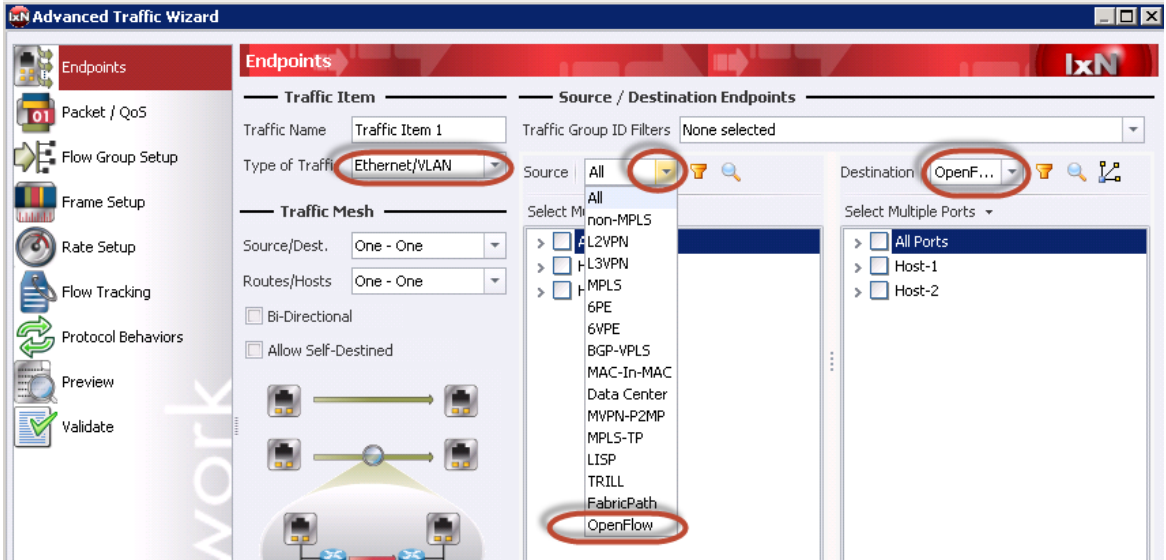 IxN Advanced Traffic Wizard
Endpoints
Packet / QoS
Flow Group Setup
Frame Setup
Rate Setup
Flow Tracking
Protocol Behaviors
Preview
Validate
work
Endpoints
IxN
Traffic Item
Traffic Name Traffic Item 1
Type of Traffi Ethernet/VLAN
Traffic Mesh
Source/Dest. One - One
Routes/Hosts One - One
Bi-Directional
Allow Self-Destined
Source / Destination Endpoints
Traffic Group ID Filters None selected
Source All
Select M
A
H
H
All
non-MPLS
L2VPN
L3VPN
MPLS
6PE
6VPE
BGP-VPLS
MAC-In-MAC
Data Center
MVPN-P2MP
MPLS-TP
LISP
TRILL
FabricPath
OpenFlow
Destination OpenF...
Select Multiple Ports
All Ports
Host-1
Host-2